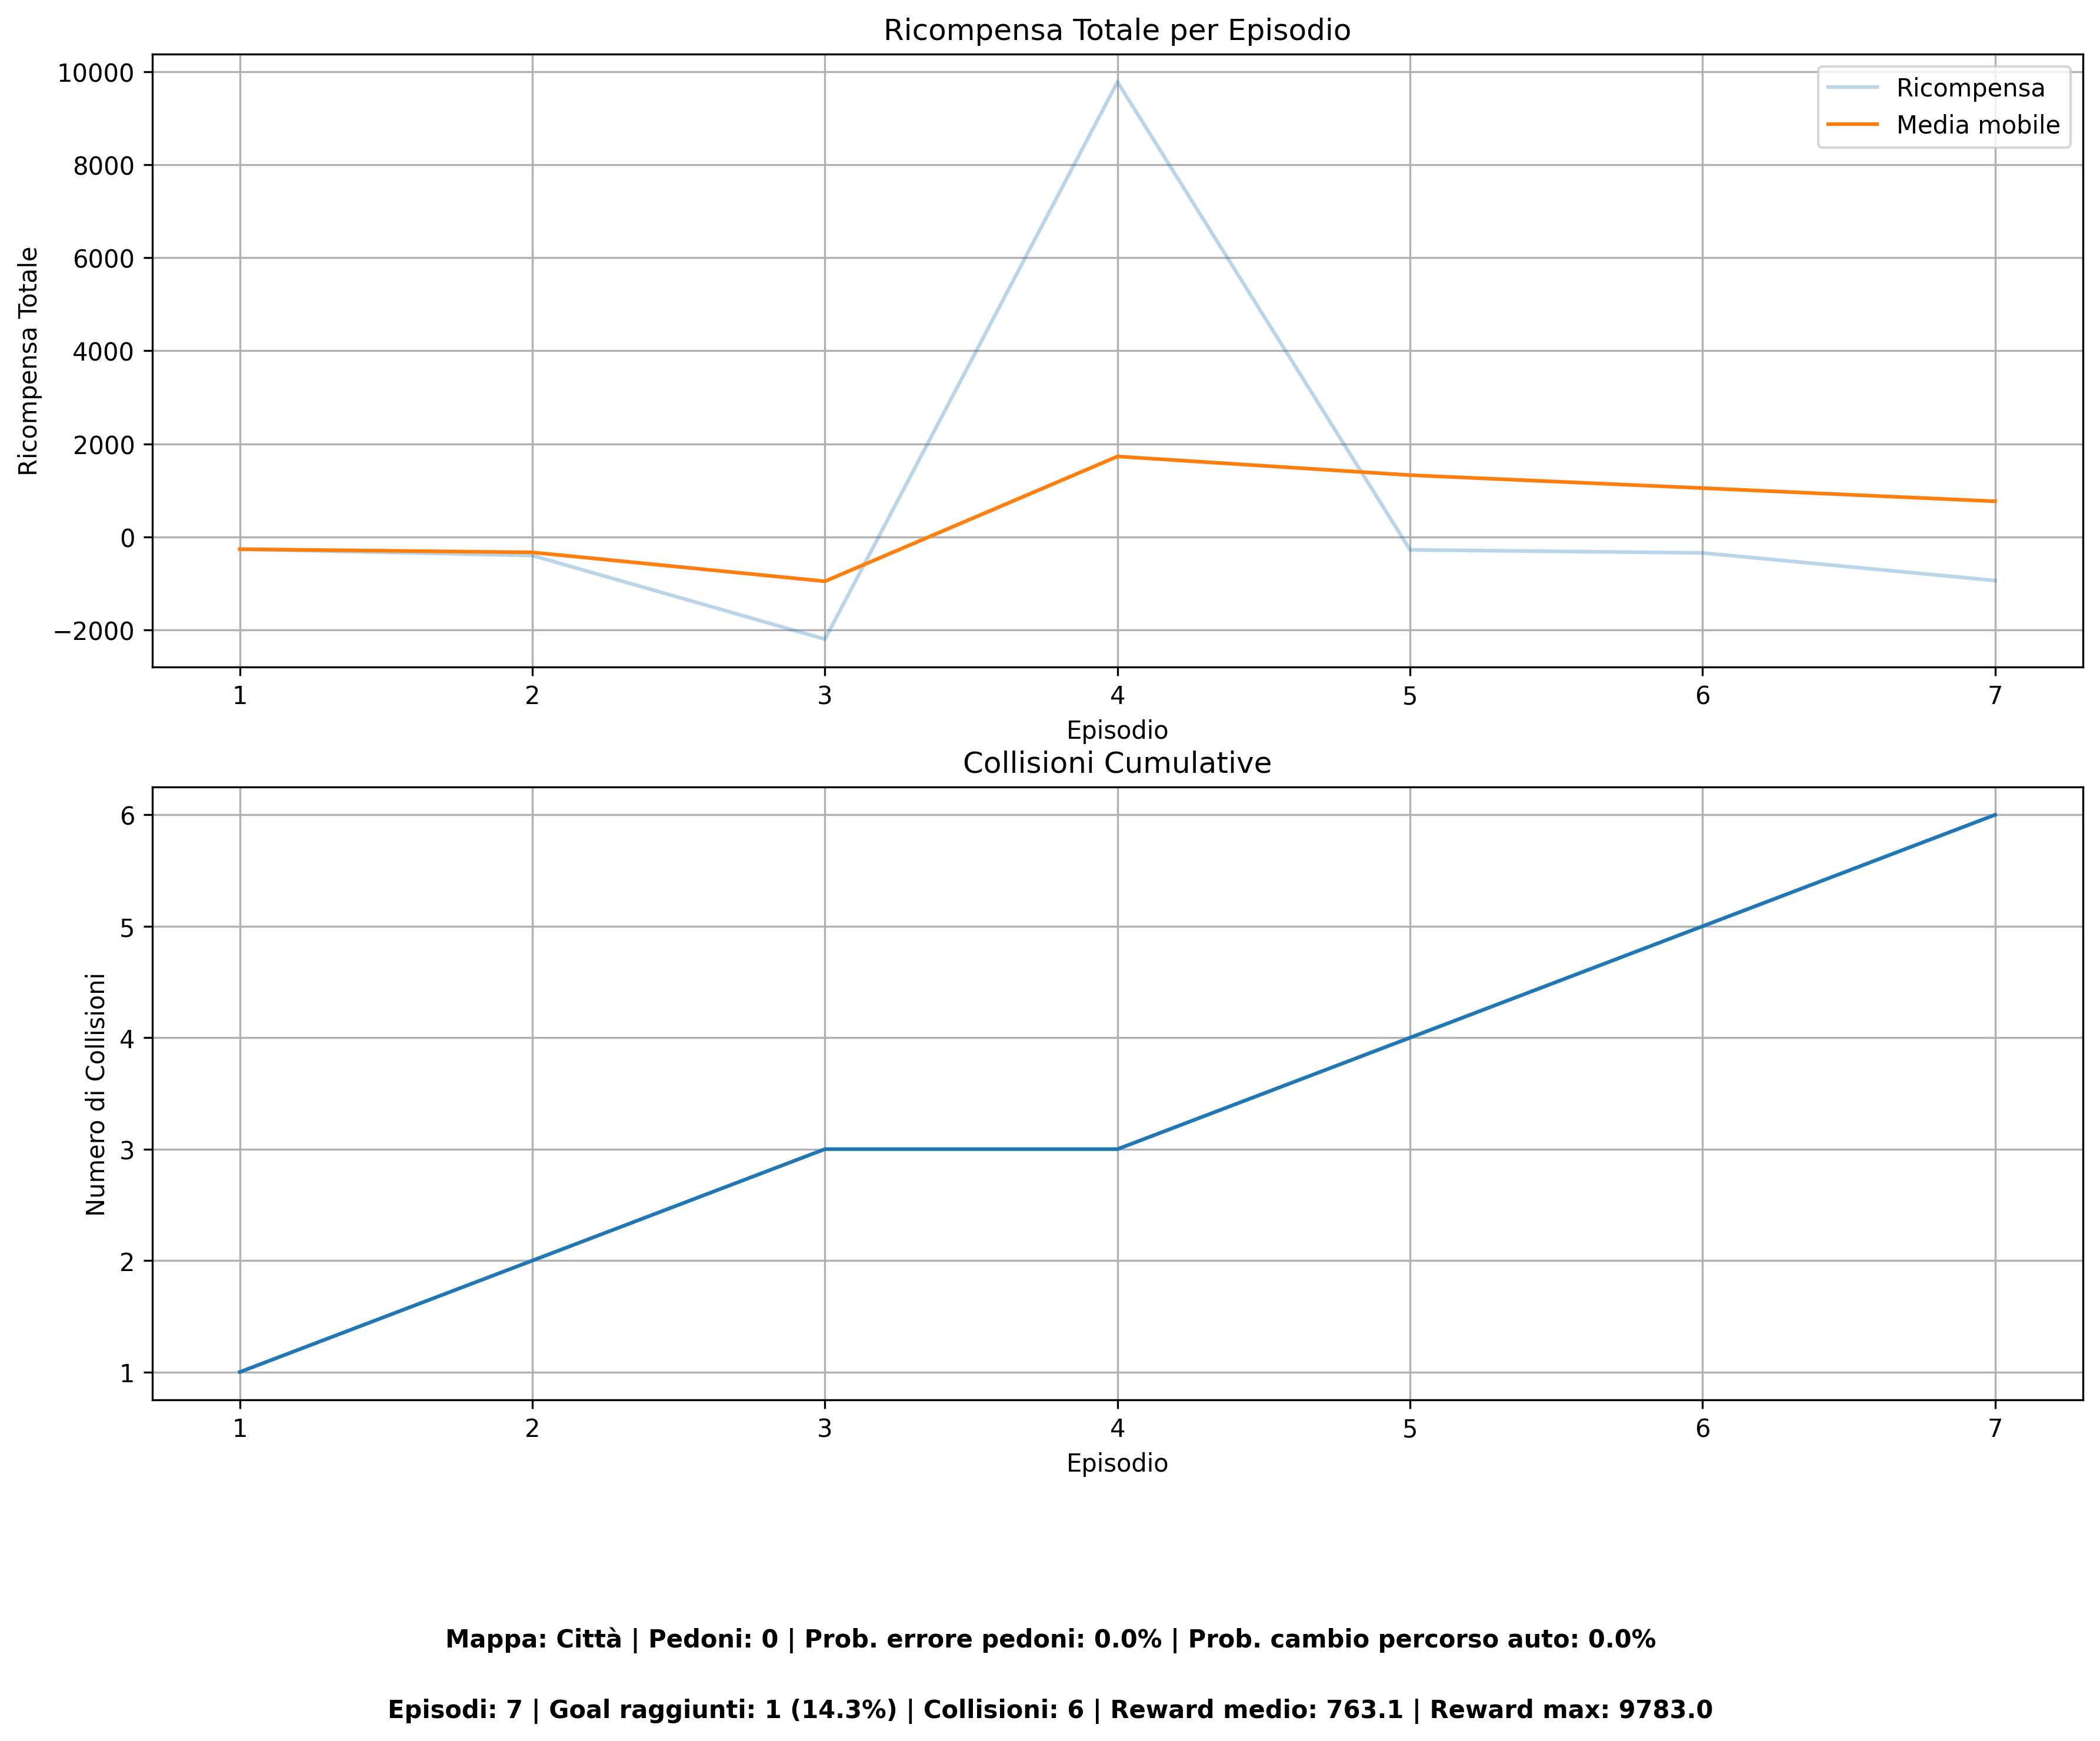 Ricompensa Totale per Episodio
10000
8000
6000
4000
2000
0
−2000
Ricompensa Totale
Ricompensa
Media mobile
1 2 3 4 5 6 7
Episodio
Collisioni Cumulative
6
5
4
3
2
1
Numero di Collisioni
1 2 3 4 5 6 7
Episodio
Mappa: Città | Pedoni: 0 | Prob. errore pedoni: 0.0% | Prob. cambio percorso auto: 0.0%
Episodi: 7 | Goal raggiunti: 1 (14.3%) | Collisioni: 6 | Reward medio: 763.1 | Reward max: 9783.0